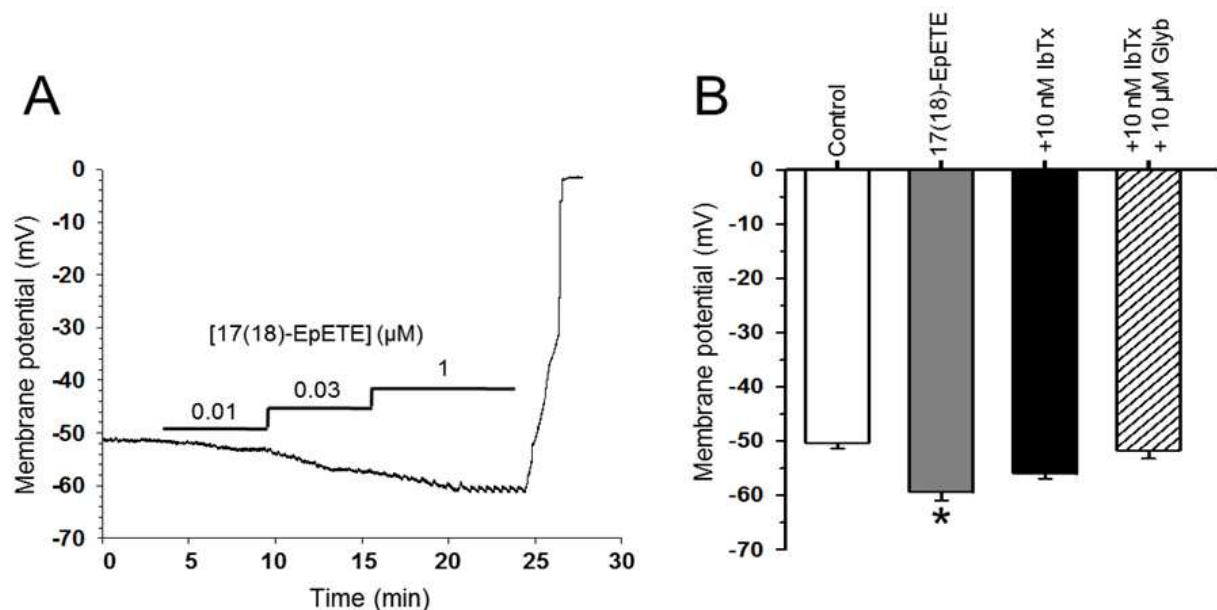 A
0
-10
-20
-30
-40
-50
-60
-70
Membrane potential (mV)
[17(18)-EpETE] (µM)
0.01
0.03
1
0 5 10 15 20 25 30
Time (min)
B
Control
17(18)-EpETE
+10 nM IbTx
+10 nM IbTx
+ 10 µM Glyb
0
-10
-20
-30
-40
-50
-60
-70
Membrane potential (mV)
*